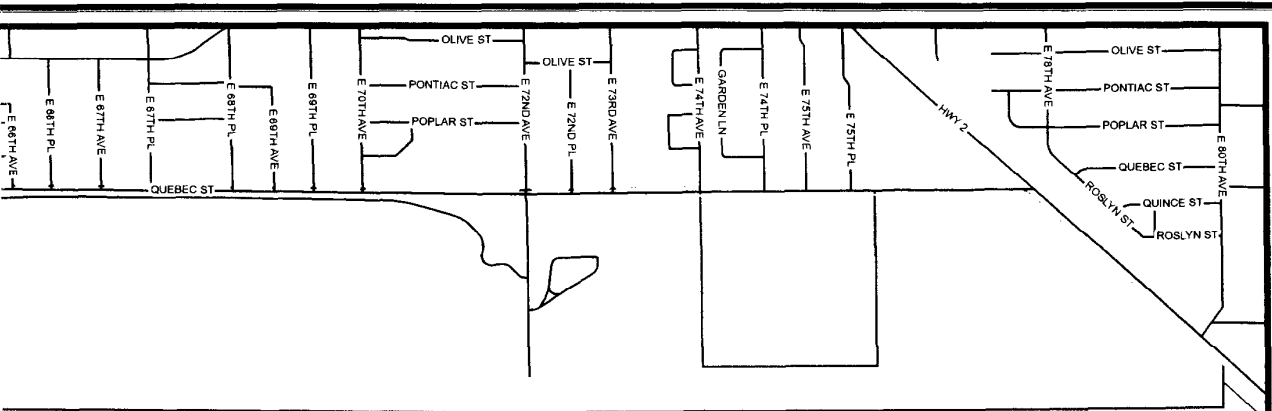 OLIVE ST
OLIVE ST
OLIVE ST
PONTIAC ST
PONTIAC ST
POPLAR ST
POPLAR ST
QUEBEC ST
QUEBEC ST
QUINCE ST
ROSLYN ST
ROSLYN ST
HWY 2
E 66TH AVE
E 66TH PL
E 67TH AVE
E 67TH PL
E 68TH PL
E 69TH AVE
E 69TH PL
E 70TH AVE
E 72ND AVE
E 72ND PL
E 73RD AVE
E 74TH AVE
GARDEN LN
E 74TH PL
E 75TH AVE
E 75TH PL
E 78TH AVE
E 80TH AVE